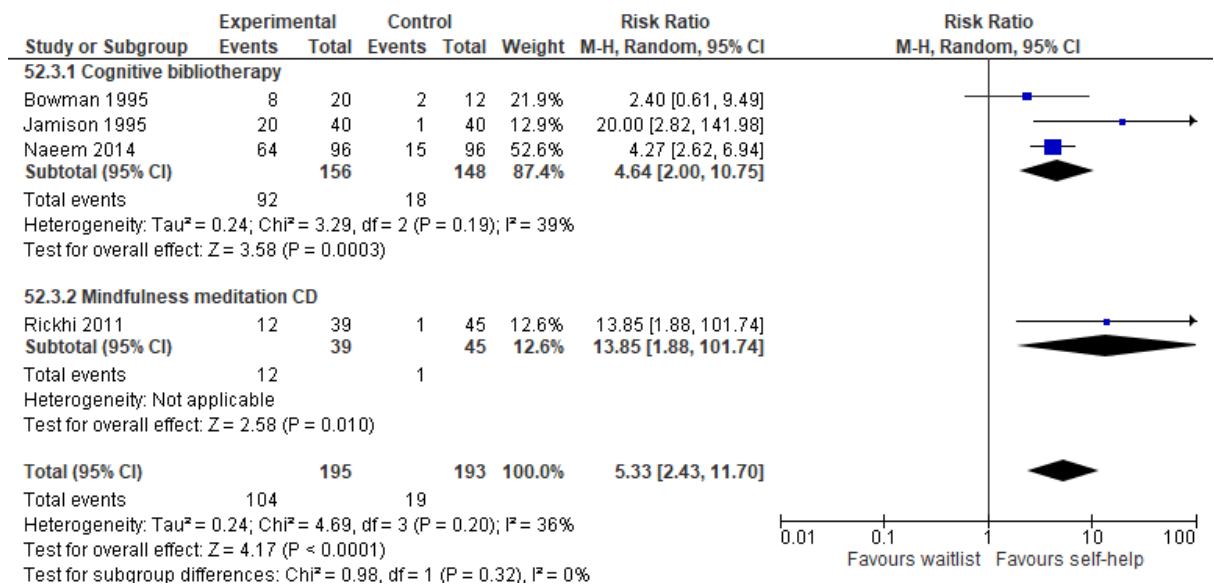 Experimental Control Risk Ratio Risk Ratio
Study or Subgroup Events Total Events Total Weight M-H, Random, 95% CI M-H, Random, 95% CI
52.3.1 Cognitive bibliotherapy
Bowman 1995 8 20 2 12 21.9% 2.40 [0.61, 9.49]
Jamison 1995 20 40 1 40 12.9% 20.00 [2.82, 141.98]
Naeem 2014 64 96 15 96 52.6% 4.27 [2.62, 6.94]
Subtotal (95% CI) 156 148 87.4% 4.64 [2.00, 10.75]
Total events 92 18
Heterogeneity: Tau² = 0.24; Chi² = 3.29, df = 2 (P = 0.19); I² = 39%
Test for overall effect: Z = 3.58 (P = 0.0003)
52.3.2 Mindfulness meditation CD
Rickhi 2011 12 39 1 45 12.6% 13.85 [1.88, 101.74]
Subtotal (95% CI) 39 45 12.6% 13.85 [1.88, 101.74]
Total events 12 1
Heterogeneity: Not applicable
Test for overall effect: Z = 2.58 (P = 0.010)
Total (95% CI) 195 193 100.0% 5.33 [2.43, 11.70]
Total events 104 19
Heterogeneity: Tau² = 0.24; Chi² = 4.69, df = 3 (P = 0.20); I² = 36%
Test for overall effect: Z = 4.17 (P < 0.0001)
Test for subgroup differences: Chi² = 0.98, df = 1 (P = 0.32), I² = 0%
0.01 0.1 1 10 100
Favours waitlist Favours self-help